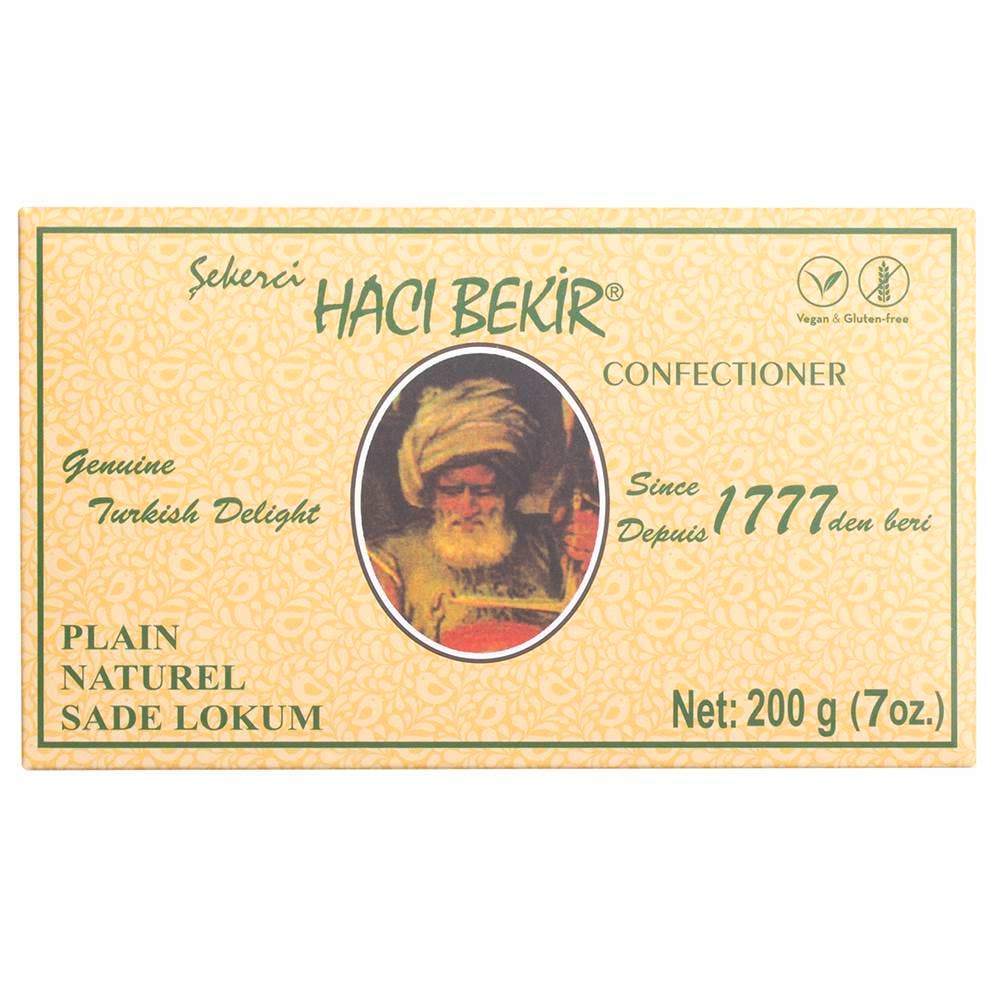 Şekerci
HACI BEKİR®
Vegan & Gluten-free
CONFECTIONER
Genuine
Turkish Delight
Since
Depuis 1777 den beri
PLAIN
NATUREL
SADE LOKUM
Net: 200 g (7oz.)